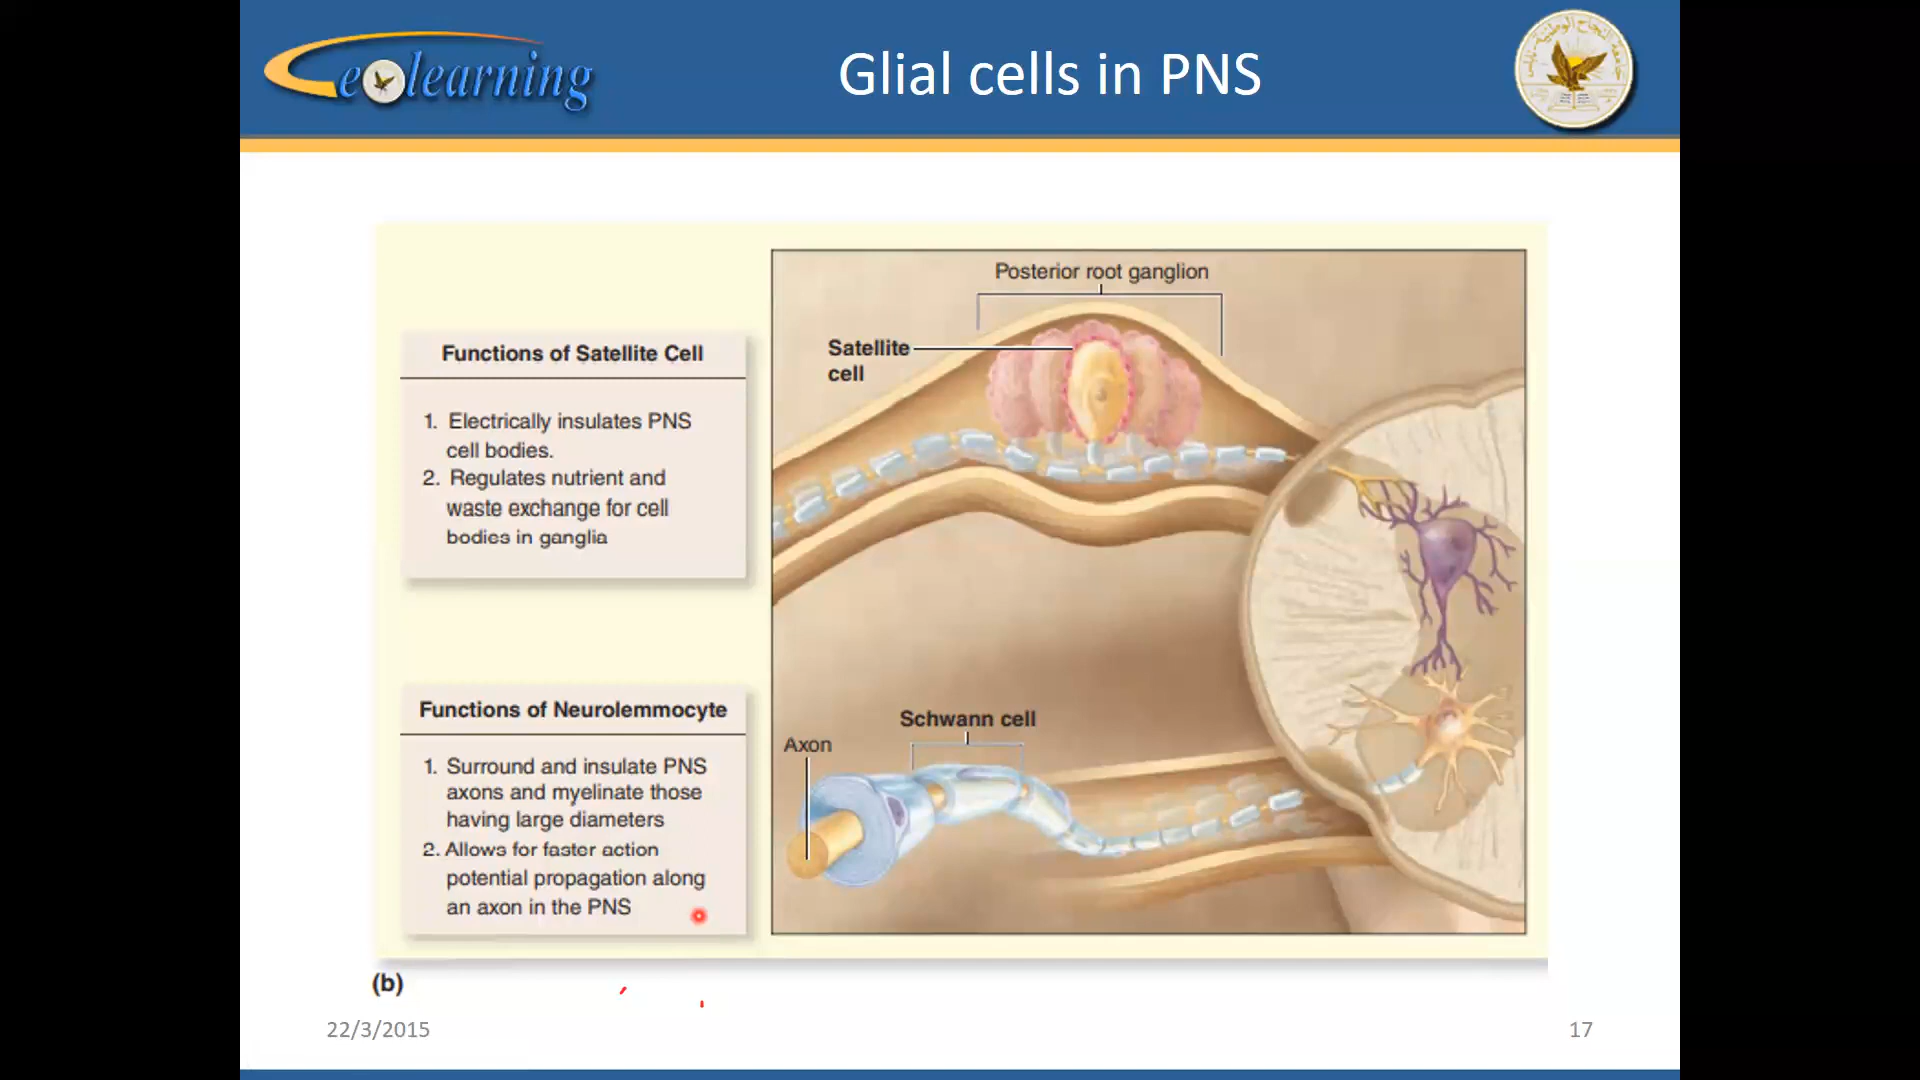 elearning
Glial cells in PNS
Posterior root ganglion
Satellite
cell
Functions of Satellite Cell
1. Electrically insulates PNS
cell bodies.
2. Regulates nutrient and
waste exchange for cell
bodies in ganglia
Functions of Neurolemmocyte
1. Surround and insulate PNS
axons and myelinate those
having large diameters
2. Allows for faster action
potential propagation along
an axon in the PNS
Schwann cell
Axon
(b)
22/3/2015
17